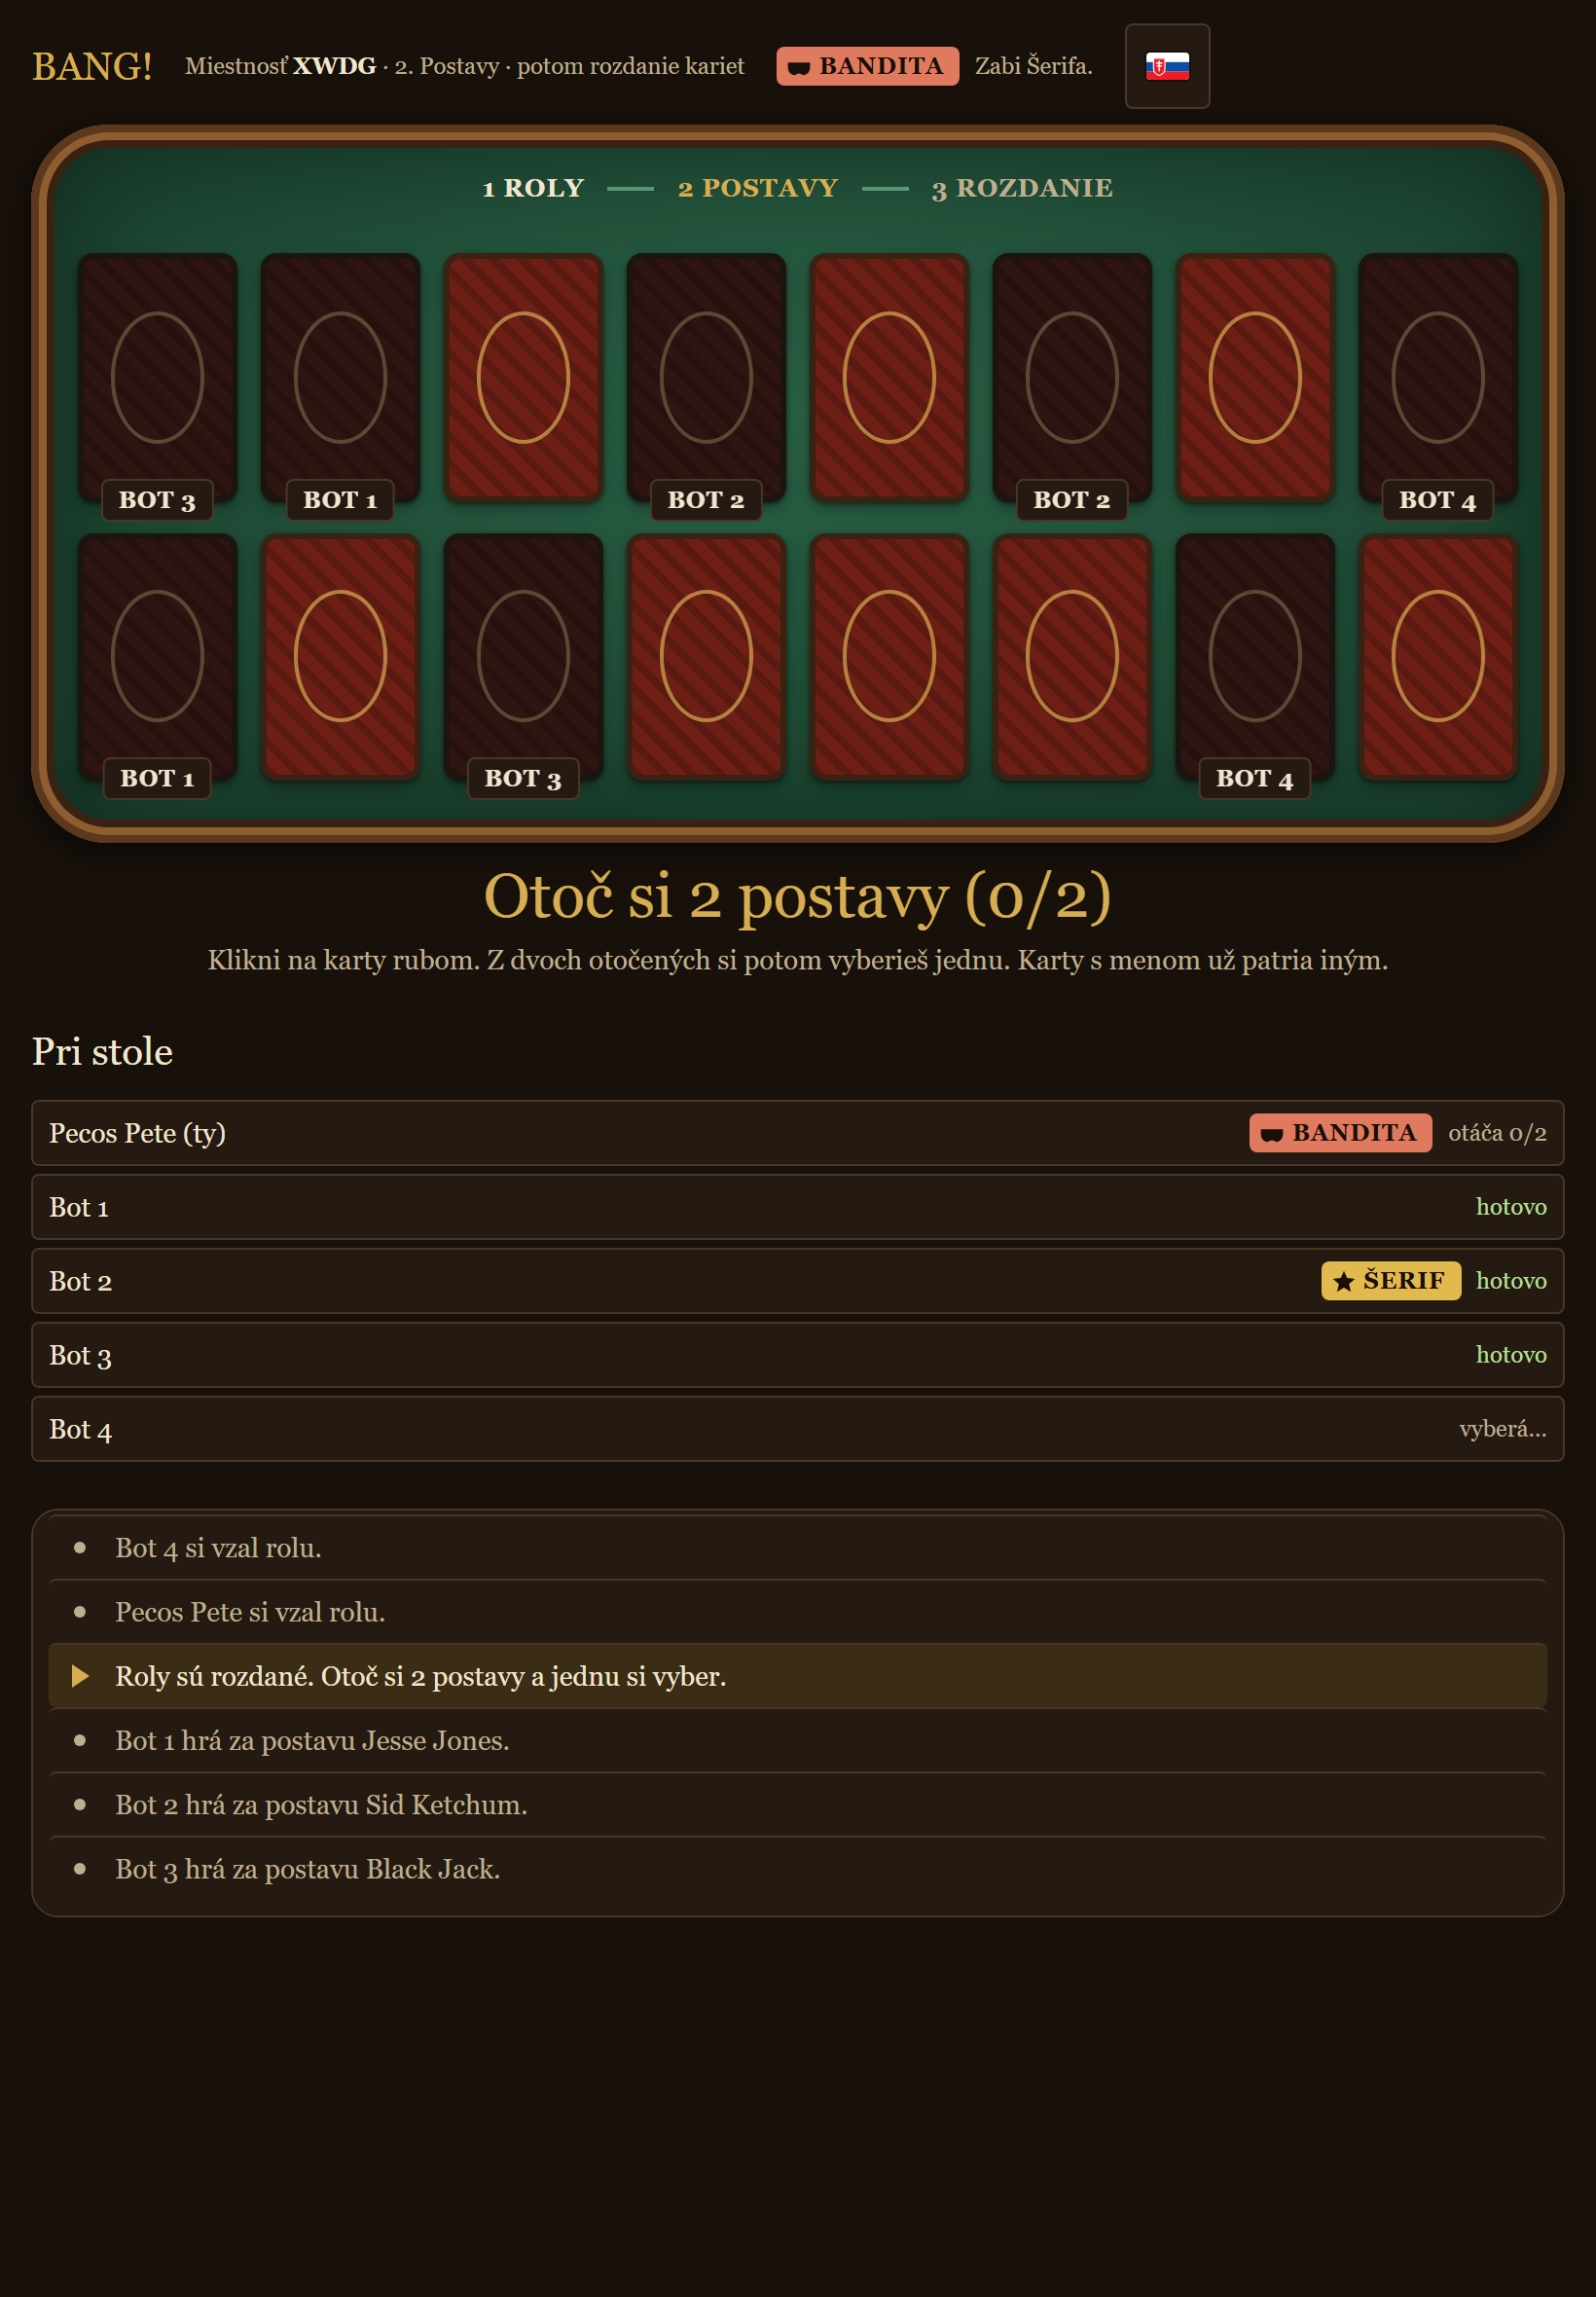 BANG!
Miestnosť XWDG · 2. Postavy · potom rozdanie kariet
BANDITA
Zabi Šerifa.
1 ROLY
2 POSTAVY
3 ROZDANIE
BOT 3
BOT 1
BOT 2
BOT 2
BOT 4
BOT 1
BOT 3
BOT 4
Otoč si 2 postavy (0/2)
Klikni na karty rubom. Z dvoch otočených si potom vyberieš jednu. Karty s menom už patria iným.
Pri stole
Pecos Pete (ty)
BANDITA
otáča 0/2
Bot 1
hotovo
Bot 2
ŠERIF
hotovo
Bot 3
hotovo
Bot 4
vyberá...
Bot 4 si vzal rolu.
Pecos Pete si vzal rolu.
Roly sú rozdané. Otoč si 2 postavy a jednu si vyber.
Bot 1 hrá za postavu Jesse Jones.
Bot 2 hrá za postavu Sid Ketchum.
Bot 3 hrá za postavu Black Jack.